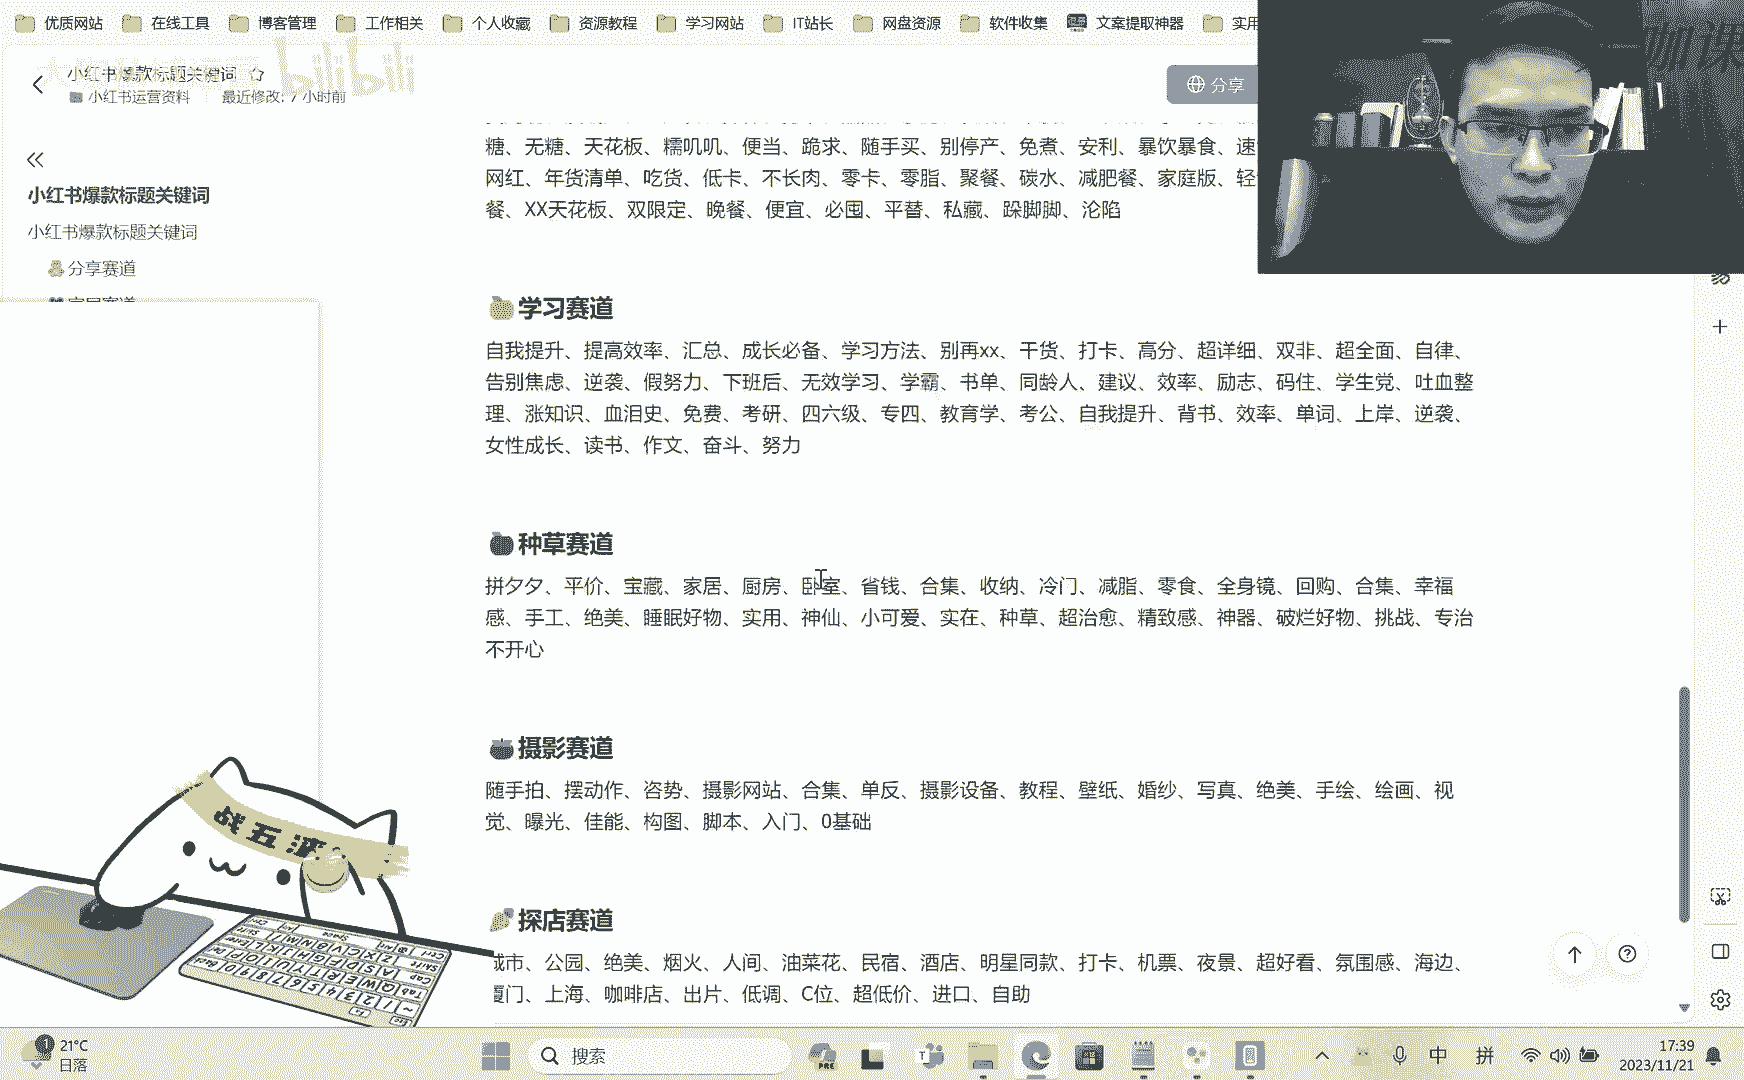 优质网站 在线工具 博客管理 工作相关 个人收藏 资源教程 学习网站 IT站长 网盘资源 软件收集 文案提取神器
小红书爆款标题关键词
bilibili
小红书运营资料 最近修改: 7 小时前
分享
小红书爆款标题关键词
小红书爆款标题关键词
分享赛道
糖、无糖、天花板、糯叽叽、便当、跪求、随手买、别停产、免煮、安利、暴饮暴食、速
网红、年货清单、吃货、低卡、不长肉、零卡、零脂、聚餐、碳水、减肥餐、家庭版、轻
餐、XX天花板、双限定、晚餐、便宜、必囤、平替、私藏、跺脚脚、沦陷
学习赛道
自我提升、提高效率、汇总、成长必备、学习方法、别再xx、干货、打卡、高分、超详细、双非、超全面、自律、
告别焦虑、逆袭、假努力、下班后、无效学习、学霸、书单、同龄人、建议、效率、励志、码住、学生党、吐血整
理、涨知识、血泪史、免费、考研、四六级、专四、教育学、考公、自我提升、背书、效率、单词、上岸、逆袭、
女性成长、读书、作文、奋斗、努力
种草赛道
拼夕夕、平价、宝藏、家居、厨房、卧室、省钱、合集、收纳、冷门、减脂、零食、全身镜、回购、合集、幸福
感、手工、绝美、睡眠好物、实用、神仙、小可爱、实在、种草、超治愈、精致感、神器、破烂好物、挑战、专治
不开心
摄影赛道
随手拍、摆动作、咨势、摄影网站、合集、单反、摄影设备、教程、壁纸、婚纱、写真、绝美、手绘、绘画、视
觉、曝光、佳能、构图、脚本、入门、0基础
探店赛道
城市、公园、绝美、烟火、人间、油菜花、民宿、酒店、明星同款、打卡、机票、夜景、超好看、氛围感、海边、
厦门、上海、咖啡店、出片、低调、C位、超低价、进口、自助
战五渣
21°C
日落
搜索
PRE
中 拼
17:39
2023/11/21